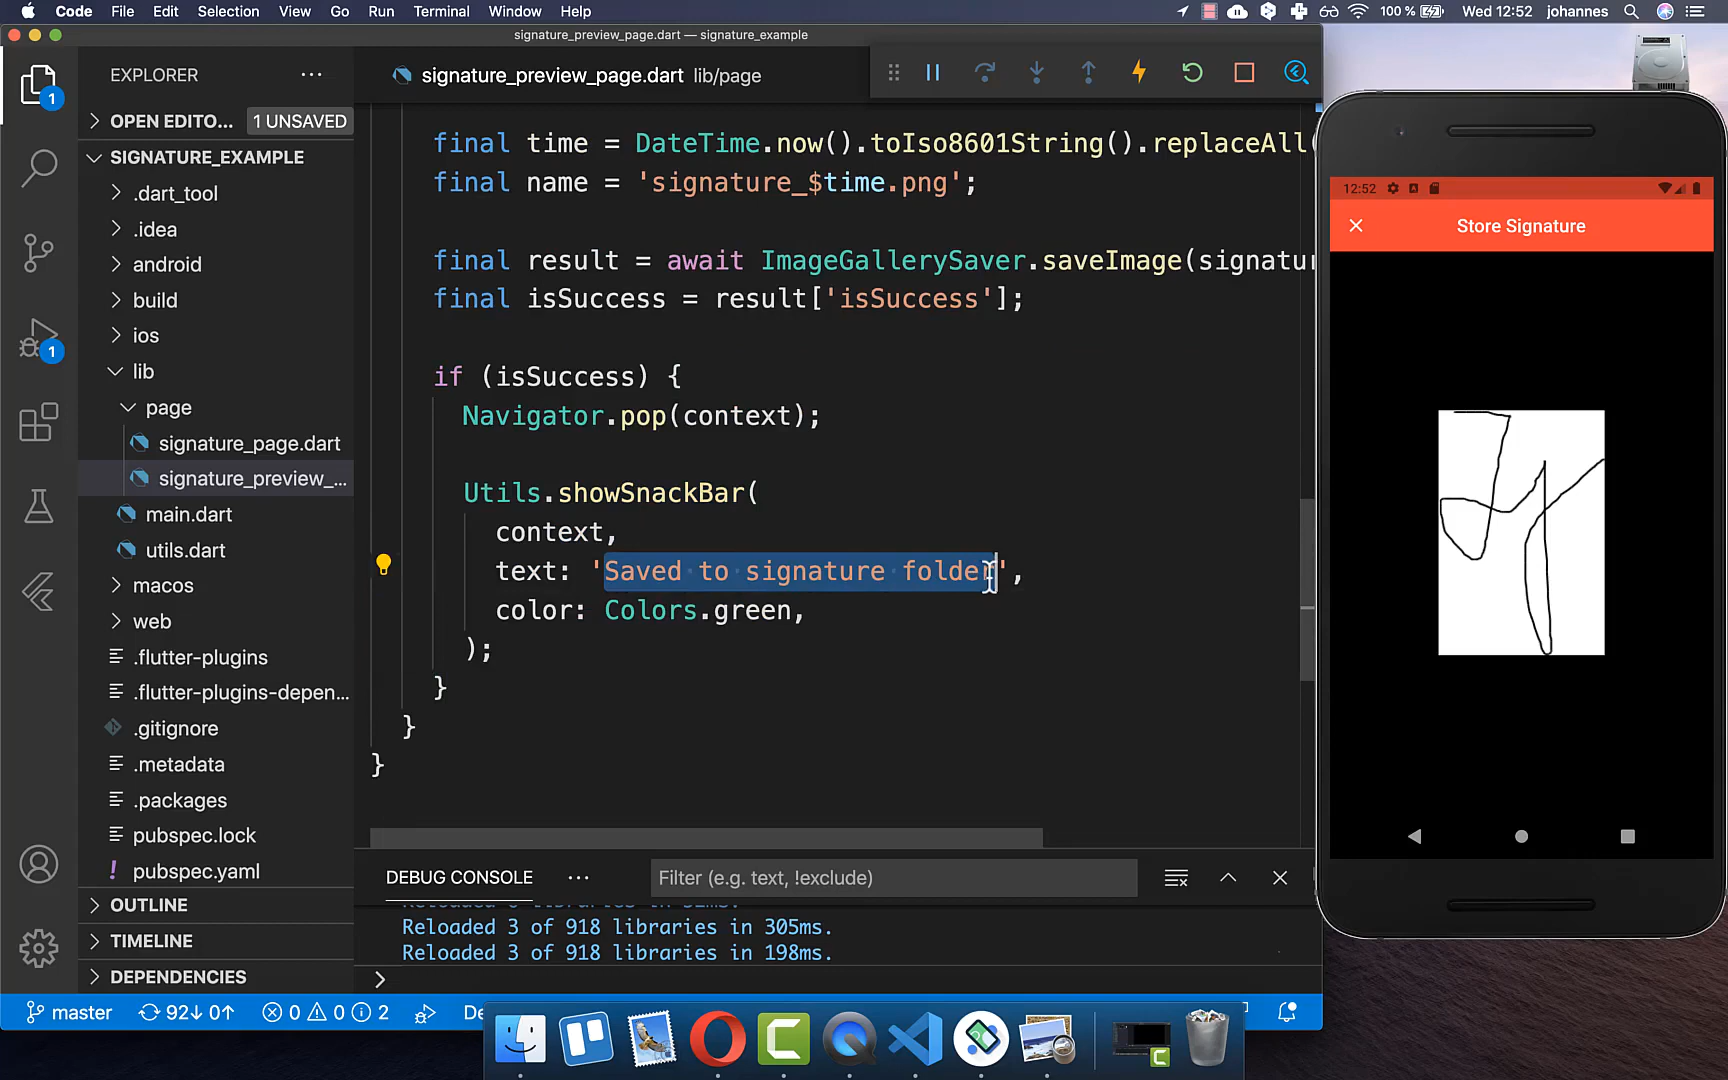 Code File Edit Selection View Go Run Terminal Window Help 100 % Wed 12:52 johannes
signature_preview_page.dart — signature_example
EXPLORER
signature_preview_page.dart lib/page
OPEN EDITO... 1 UNSAVED
SIGNATURE_EXAMPLE
.dart_tool
.idea
android
build
ios
lib
page
signature_page.dart
signature_preview_...
main.dart
utils.dart
macos
web
.flutter-plugins
.flutter-plugins-depen...
.gitignore
.metadata
.packages
pubspec.lock
pubspec.yaml
OUTLINE
TIMELINE
DEPENDENCIES
final time = DateTime.now().toIso8601String().replaceAll(
final name = 'signature_$time.png';
final result = await ImageGallerySaver.saveImage(signatur
final isSuccess = result['isSuccess'];
if (isSuccess) {
Navigator.pop(context);
Utils.showSnackBar(
context,
text: 'Saved to signature folder',
color: Colors.green,
);
}
}
}
DEBUG CONSOLE
Filter (e.g. text, !exclude)
Reloaded 3 of 918 libraries in 305ms.
Reloaded 3 of 918 libraries in 198ms.
master 92↓ 0↑ 0 0 2 De
12:52
Store Signature